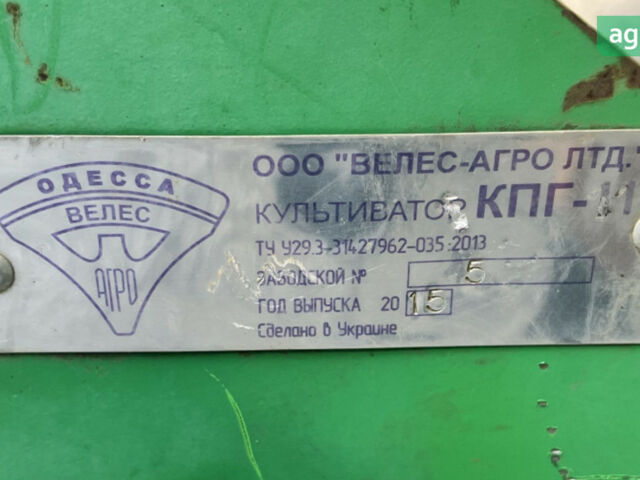 ag
ОДЕССА
ВЕЛЕС
АГРО
ООО "ВЕЛЕС-АГРО ЛТД."
КУЛЬТИВАТОР КПГ-11
ТУ У29.3-31427962-035:2013
ЗАВОДСКОЙ № 5
ГОД ВЫПУСКА 2015
Сделано в Украине